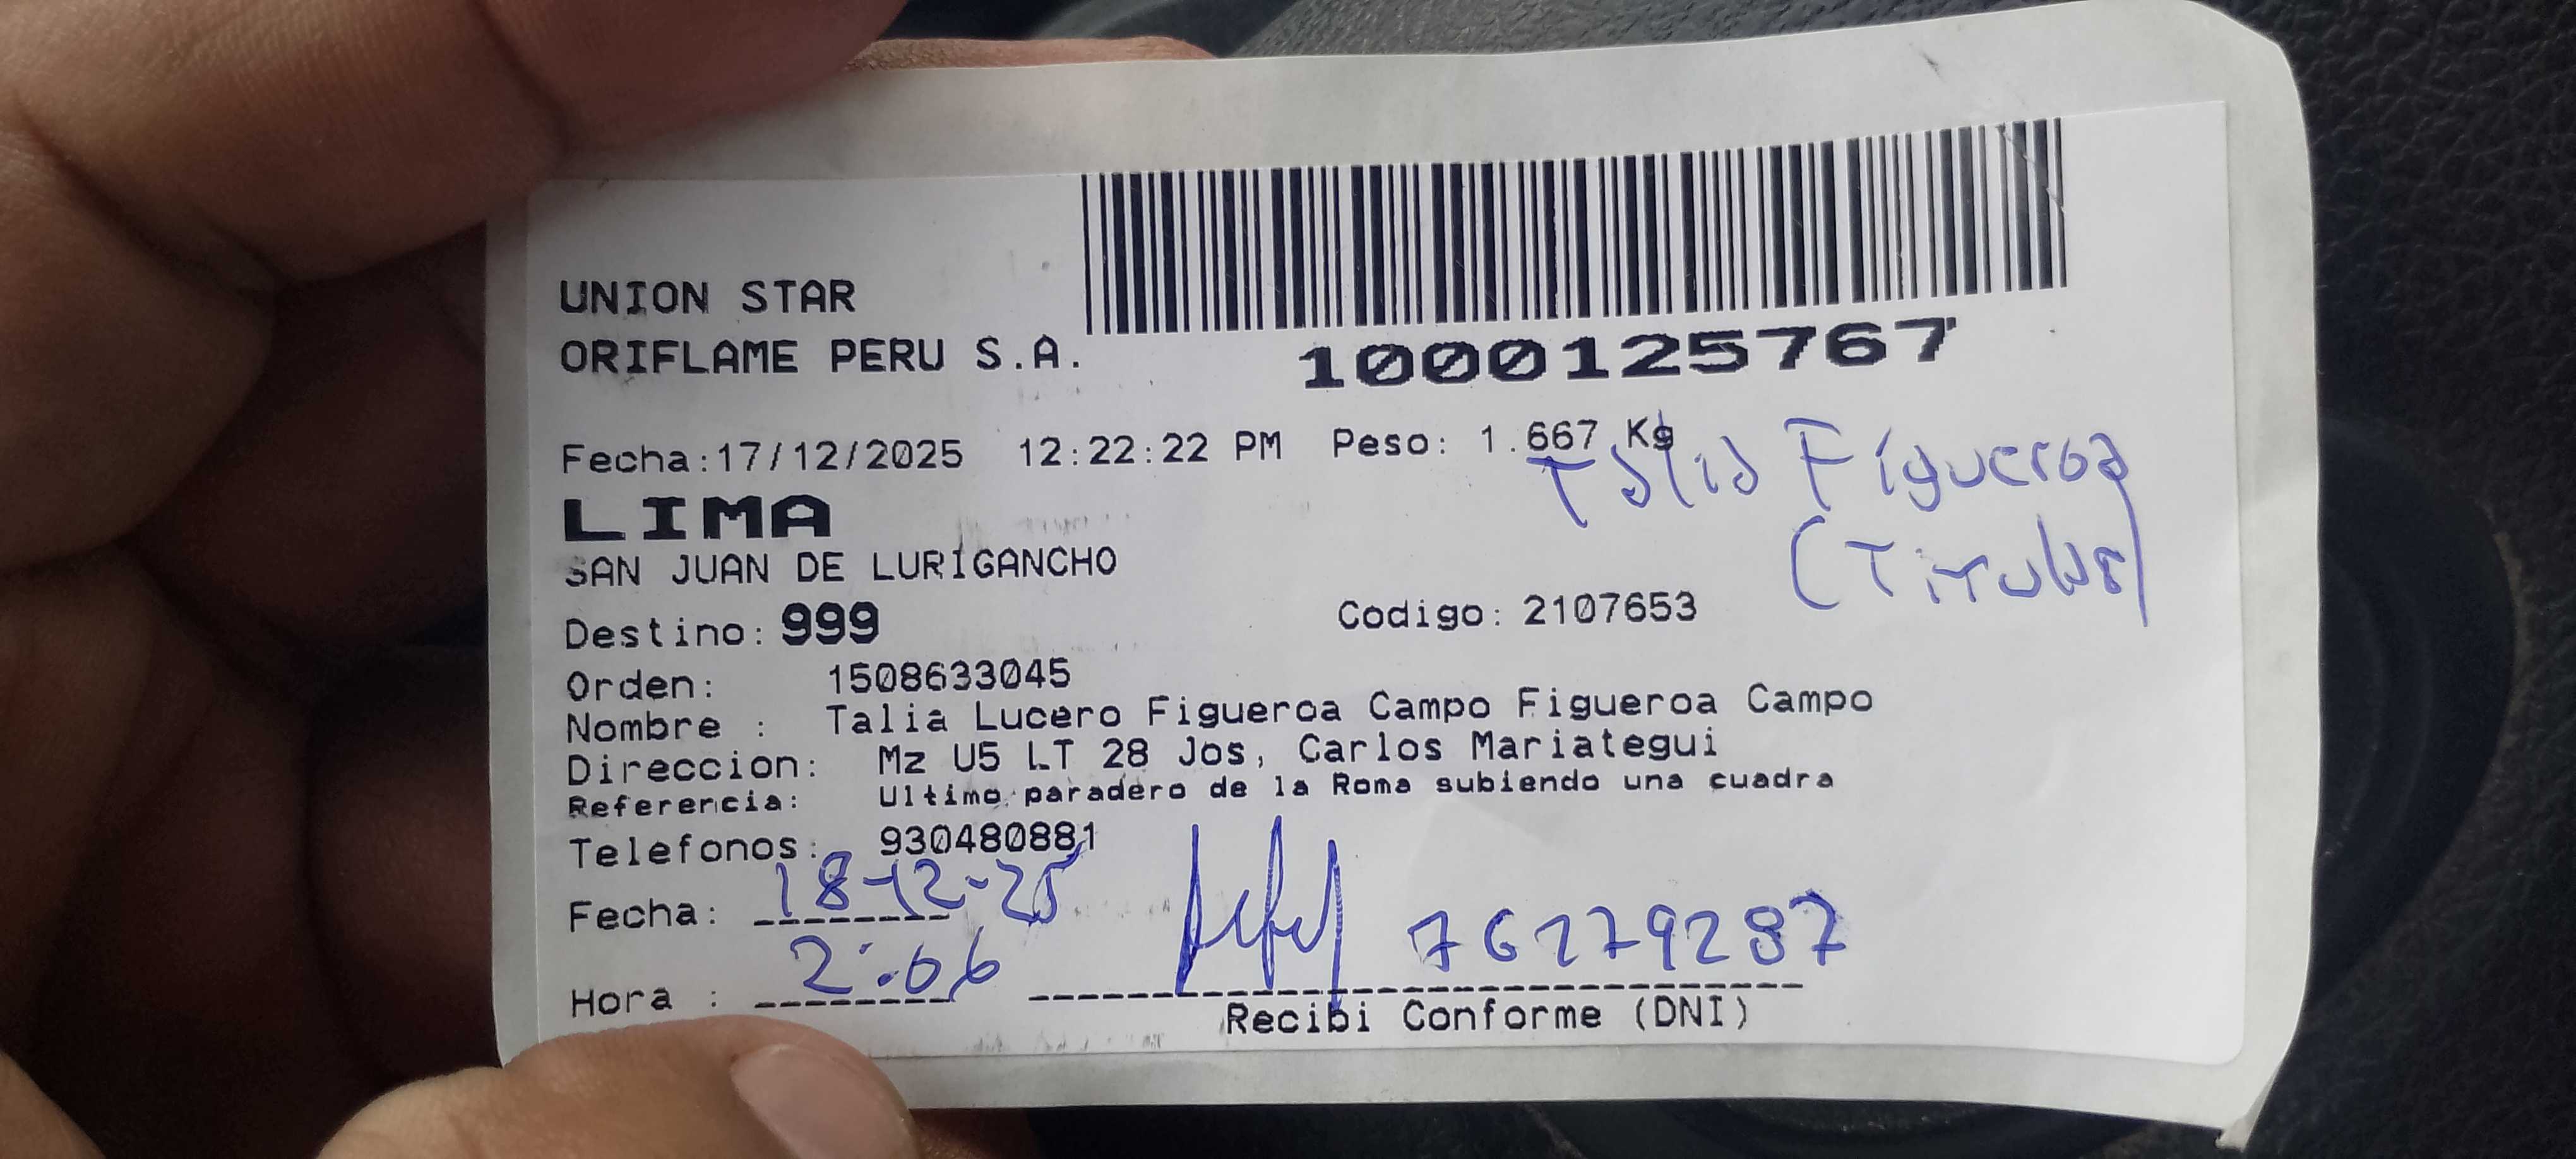 UNION STAR
ORIFLAME PERU S.A.
1000125767
Fecha:17/12/2025 12:22:22 PM Peso: 1.667 Kg
Talia Figueroa
(Titular)
LIMA
SAN JUAN DE LURIGANCHO
Destino: 999 Codigo: 2107653
Orden: 1508633045
Nombre : Talia Lucero Figueroa Campo Figueroa Campo
Direccion: Mz U5 LT 28 Jos, Carlos Mariategui
Referencia: Ultimo paradero de la Roma subiendo una cuadra
Telefonos: 930480881
Fecha: 18-12-25
Hora : 2:06
76279287
Recibi Conforme (DNI)